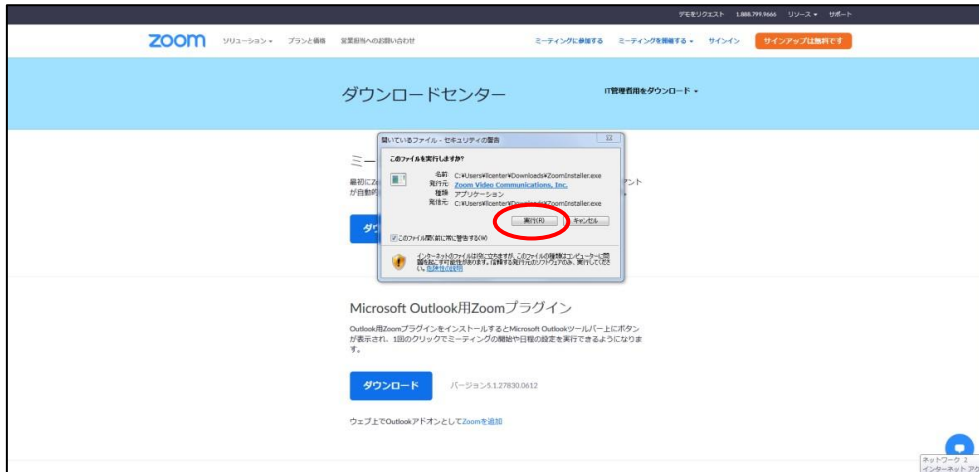 デモをリクエスト 1.888.799.9666 リソース サポート
zoom ソリューション プランと価格 営業担当へのお問い合わせ ミーティングに参加する ミーティングを開催する サインイン サインアップは無料です
ダウンロードセンター
IT管理者用をダウンロード
開いているファイル - セキュリティの警告
このファイルを実行しますか?
名前: C:¥Users¥llcenter¥Downloads¥ZoomInstaller.exe
発行元: Zoom Video Communications, Inc.
種類: アプリケーション
発信元: C:¥Users¥llcenter¥Downloads¥ZoomInstaller.exe
実行(R) キャンセル
このファイル開く前に常に警告する(W)
インターネットのファイルは役に立ちますが、このファイルの種類はコンピューターに問
題を起こす可能性があります。信頼する発行元のソフトウェアのみ、実行してくださ
い。危険性の説明
ミー
最初にZo
が自動的
アント
ダウ
Microsoft Outlook用Zoomプラグイン
Outlook用ZoomプラグインをインストールするとMicrosoft Outlookツールバー上にボタン
が表示され、1回のクリックでミーティングの開始や日程の設定を実行できるようになりま
す。
ダウンロード バージョン5.1.27830.0612
ウェブ上でOutlookアドオンとしてZoomを追加
ネットワーク 2
インターネット アク